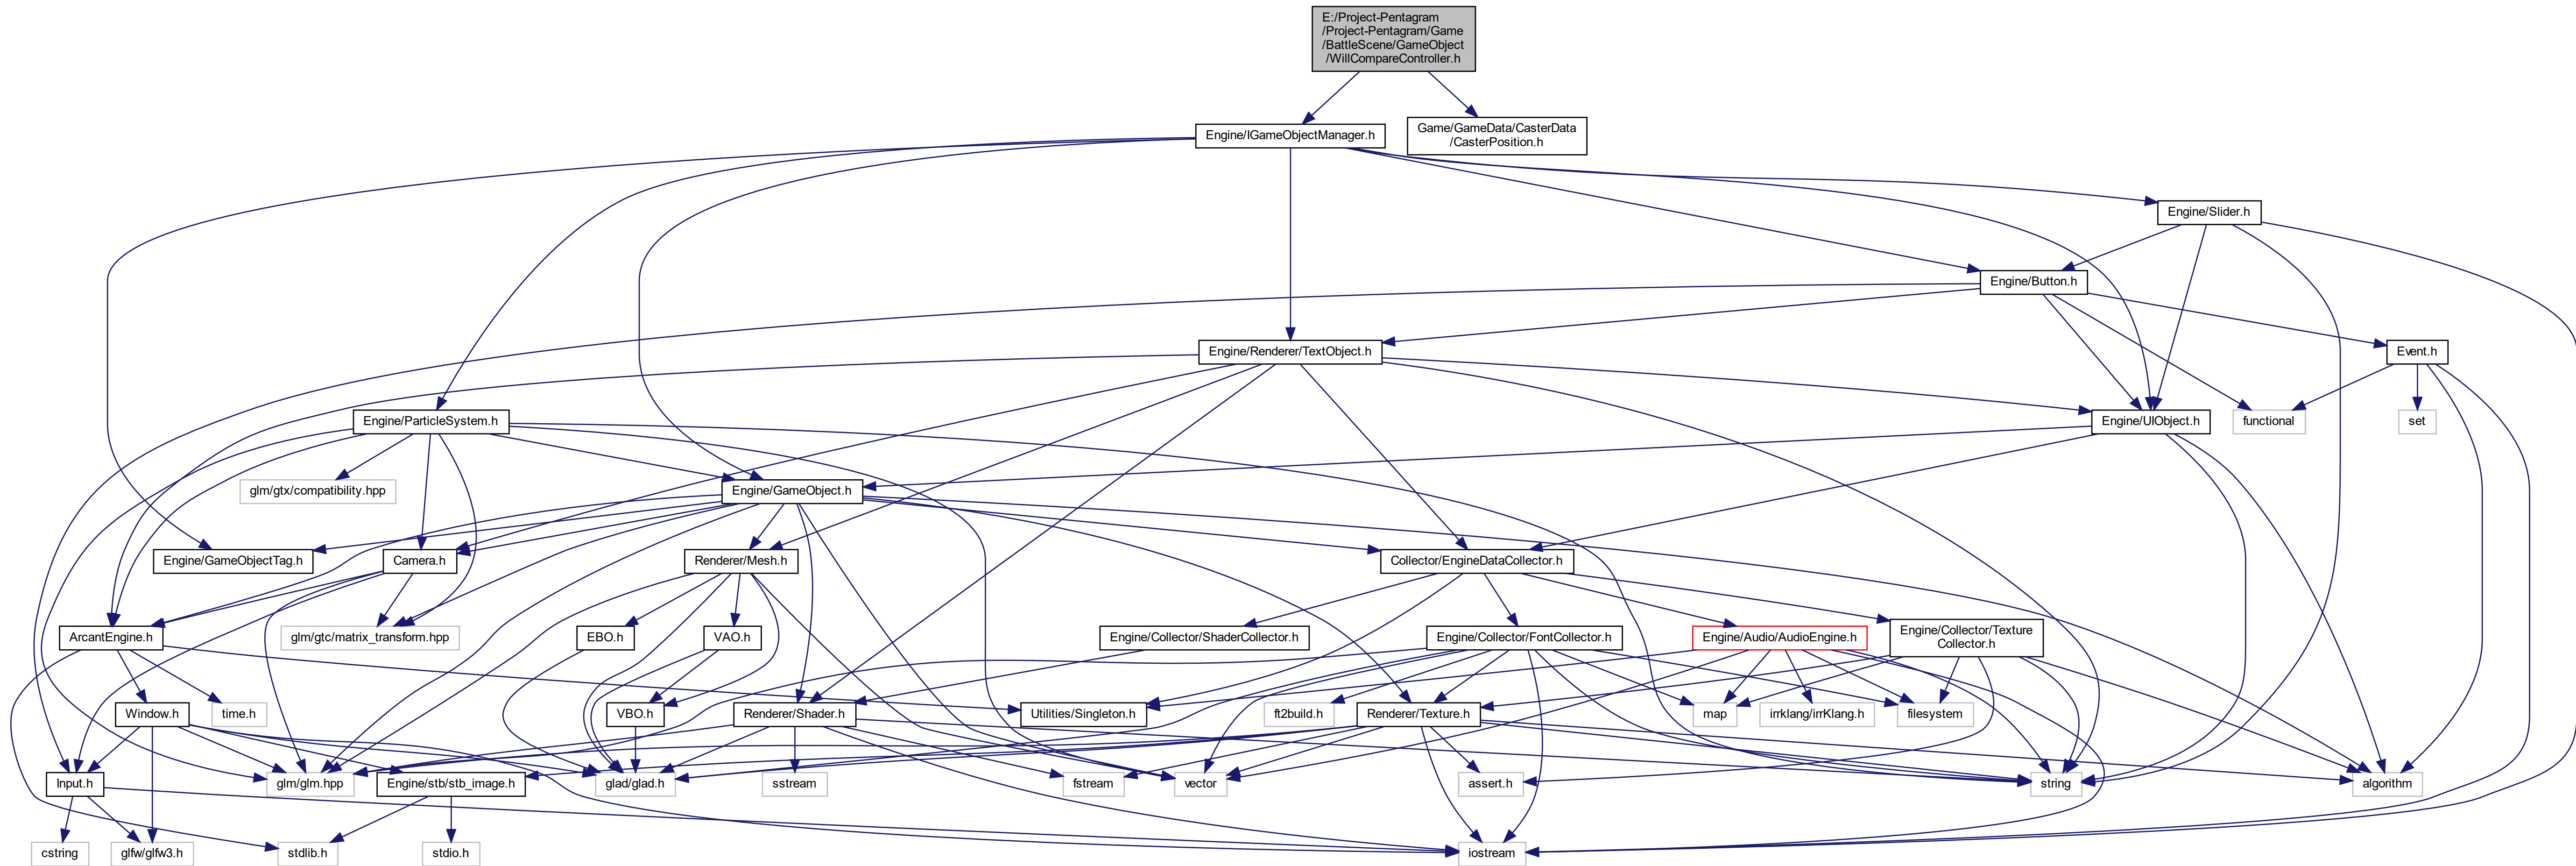 E:/Project-Pentagram
/Project-Pentagram/Game
/BattleScene/GameObject
/WillCompareController.h
Engine/IGameObjectManager.h
Game/GameData/CasterData
/CasterPosition.h
Engine/Slider.h
Engine/Button.h
Engine/Renderer/TextObject.h
Event.h
Engine/ParticleSystem.h
Engine/UIObject.h
functional
set
glm/gtx/compatibility.hpp
Engine/GameObject.h
Engine/GameObjectTag.h
Camera.h
Renderer/Mesh.h
Collector/EngineDataCollector.h
ArcantEngine.h
glm/gtc/matrix_transform.hpp
EBO.h
VAO.h
Engine/Collector/ShaderCollector.h
Engine/Collector/FontCollector.h
Engine/Audio/AudioEngine.h
Engine/Collector/Texture
Collector.h
Window.h
time.h
VBO.h
Renderer/Shader.h
Utilities/Singleton.h
ft2build.h
Renderer/Texture.h
map
irrklang/irrKlang.h
filesystem
Input.h
glm/glm.hpp
Engine/stb/stb_image.h
glad/glad.h
sstream
fstream
vector
assert.h
string
algorithm
cstring
glfw/glfw3.h
stdlib.h
stdio.h
iostream